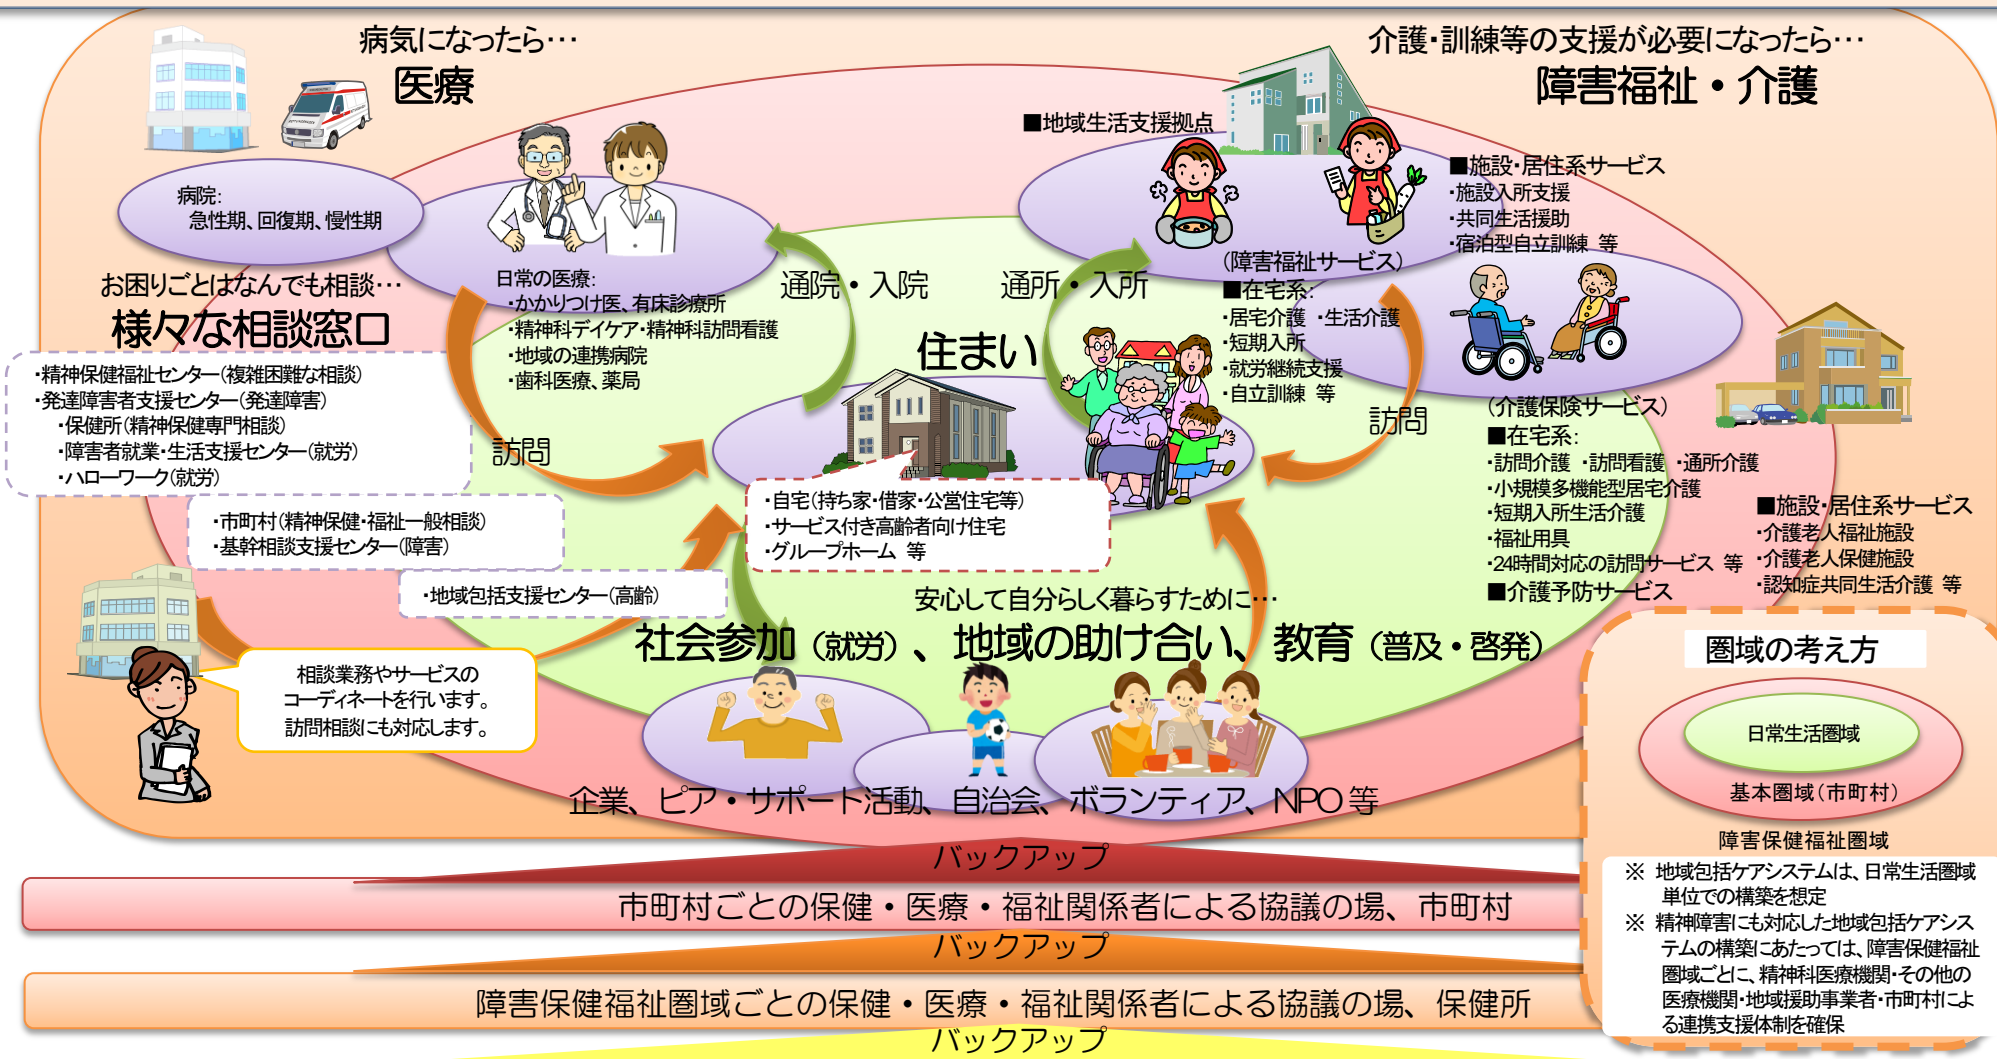 病気になったら…
医療
介護・訓練等の支援が必要になったら…
障害福祉・介護
■地域生活支援拠点
■施設・居住系サービス
・施設入所支援
・共同生活援助
・宿泊型自立訓練 等
病院:
急性期、回復期、慢性期
日常の医療:
・かかりつけ医、有床診療所
・精神科デイケア・精神科訪問看護
・地域の連携病院
・歯科医療、薬局
通院・入院
通所・入所
(障害福祉サービス)
■在宅系:
・居宅介護 ・生活介護
・短期入所
・就労継続支援
・自立訓練 等
お困りごとはなんでも相談…
様々な相談窓口
・精神保健福祉センター(複雑困難な相談)
・発達障害者支援センター(発達障害)
・保健所(精神保健専門相談)
・障害者就業・生活支援センター(就労)
・ハローワーク(就労)
・市町村(精神保健・福祉一般相談)
・基幹相談支援センター(障害)
・地域包括支援センター(高齢)
訪問
住まい
訪問
・自宅(持ち家・借家・公営住宅等)
・サービス付き高齢者向け住宅
・グループホーム 等
(介護保険サービス)
■在宅系:
・訪問介護 ・訪問看護 ・通所介護
・小規模多機能型居宅介護
・短期入所生活介護
・福祉用具
・24時間対応の訪問サービス 等
■介護予防サービス
■施設・居住系サービス
・介護老人福祉施設
・介護老人保健施設
・認知症共同生活介護 等
安心して自分らしく暮らすために…
社会参加(就労)、地域の助け合い、教育(普及・啓発)
相談業務やサービスの
コーディネートを行います。
訪問相談にも対応します。
企業、ピア・サポート活動、自治会、ボランティア、NPO 等
バックアップ
市町村ごとの保健・医療・福祉関係者による協議の場、市町村
バックアップ
障害保健福祉圏域ごとの保健・医療・福祉関係者による協議の場、保健所
バックアップ
圏域の考え方
日常生活圏域
基本圏域(市町村)
障害保健福祉圏域
※ 地域包括ケアシステムは、日常生活圏域
単位での構築を想定
※ 精神障害にも対応した地域包括ケアシス
テムの構築にあたっては、障害保健福祉
圏域ごとに、精神科医療機関・その他の
医療機関・地域援助事業者・市町村によ
る連携支援体制を確保